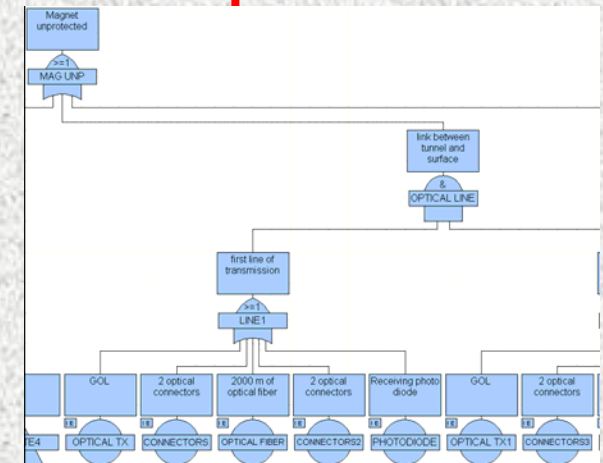 Magnet
unprotected
>=1
MAG UNP
link between
tunnel and
surface
&
OPTICAL LINE
first line of
transmission
>=1
LINE1
GOL
2 optical
connectors
2000 m of
optical fiber
2 optical
connectors
Receiving photo
diode
GOL
2 optical
connectors
TE4
OPTICAL TX
CONNECTORS
OPTICAL FIBER
CONNECTORS2
PHOTODIODE
OPTICAL TX1
CONNECTORS3